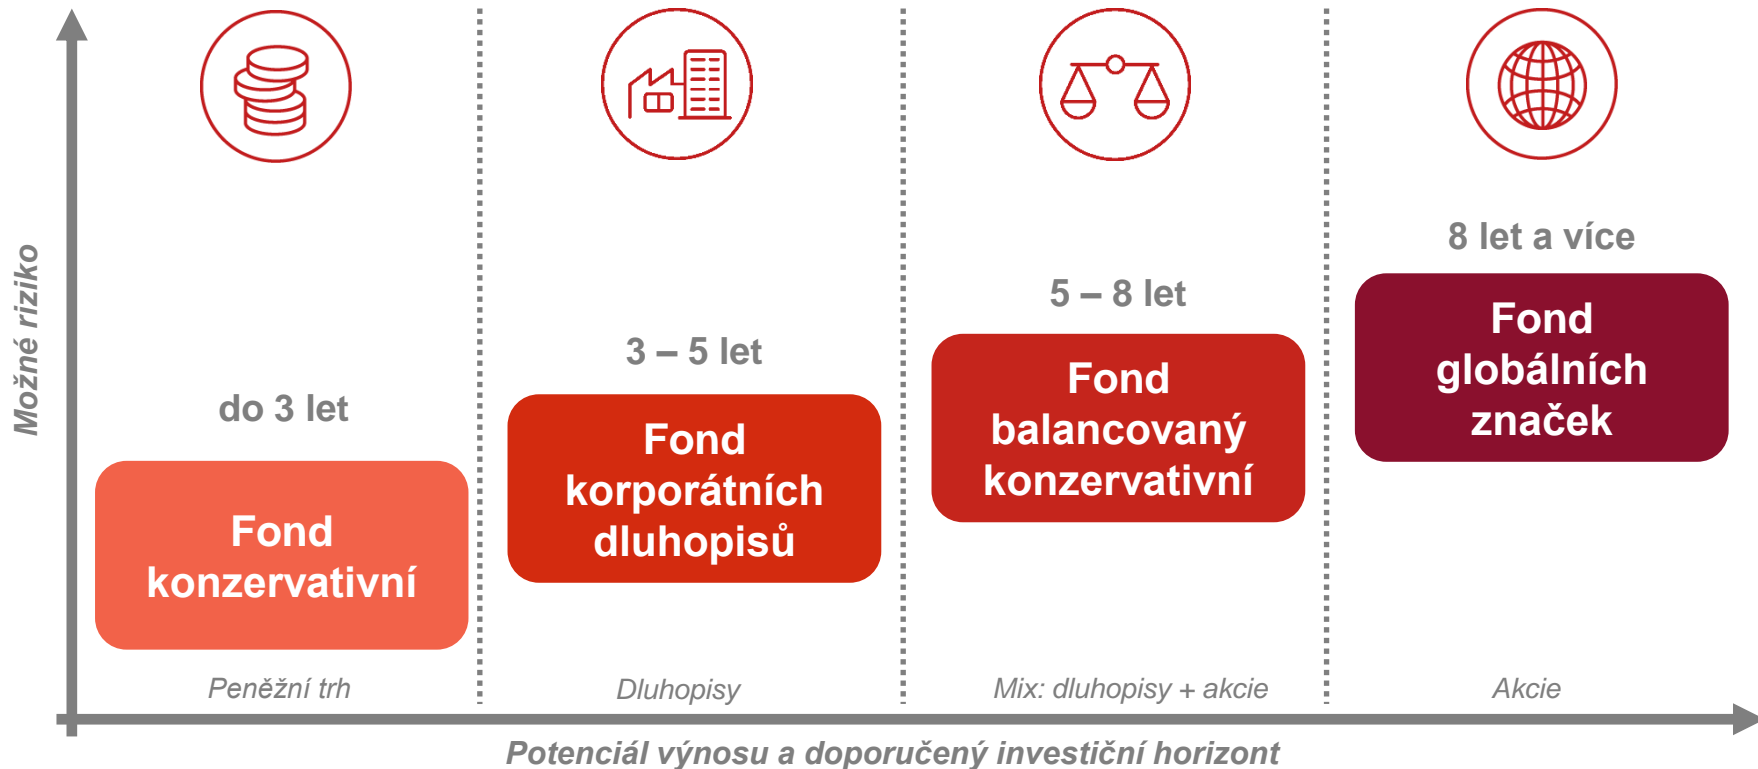 Možné riziko
do 3 let
Fond
konzervativní
Peněžní trh
3 – 5 let
Fond
korporátních
dluhopisů
Dluhopisy
5 – 8 let
Fond
balancovaný
konzervativní
Mix: dluhopisy + akcie
8 let a více
Fond
globálních
značek
Akcie
Potenciál výnosu a doporučený investiční horizont